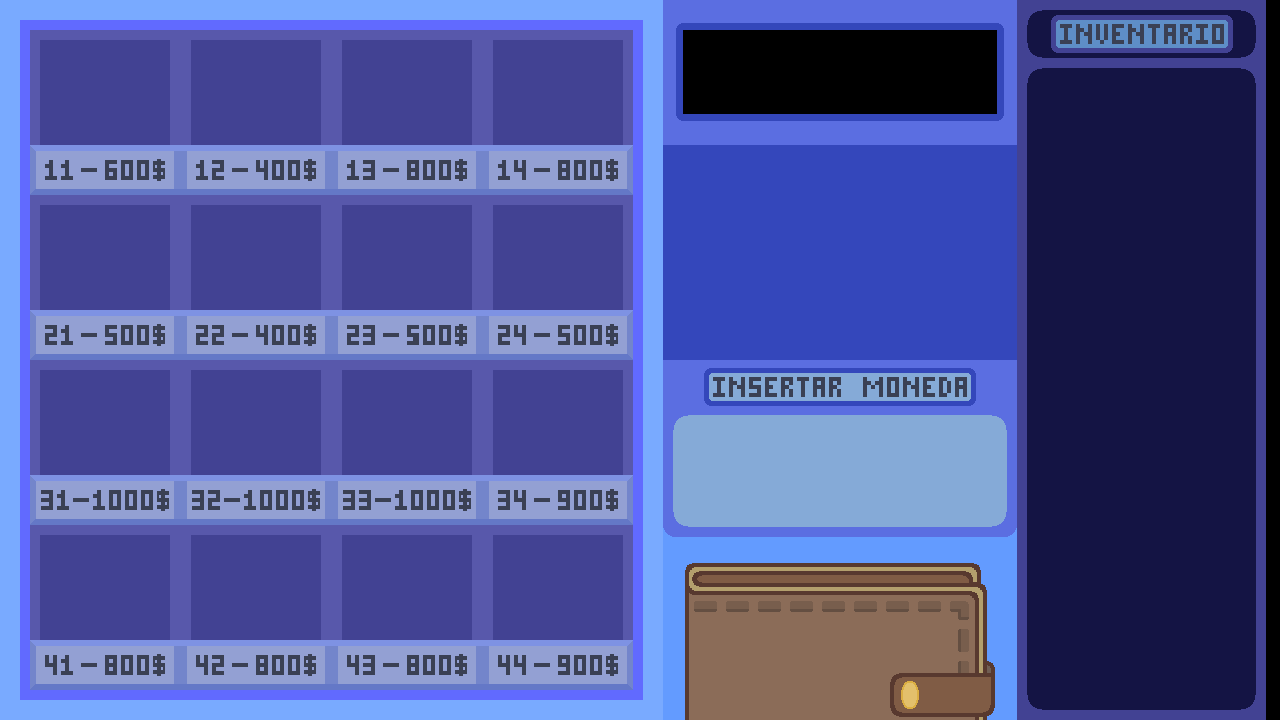 INVENTARIO
11-600$ 12-400$ 13-800$ 14-800$
21-500$ 22-400$ 23-500$ 24-500$
INSERTAR MONEDA
31-1000$ 32-1000$ 33-1000$ 34-900$
41-800$ 42-800$ 43-800$ 44-900$